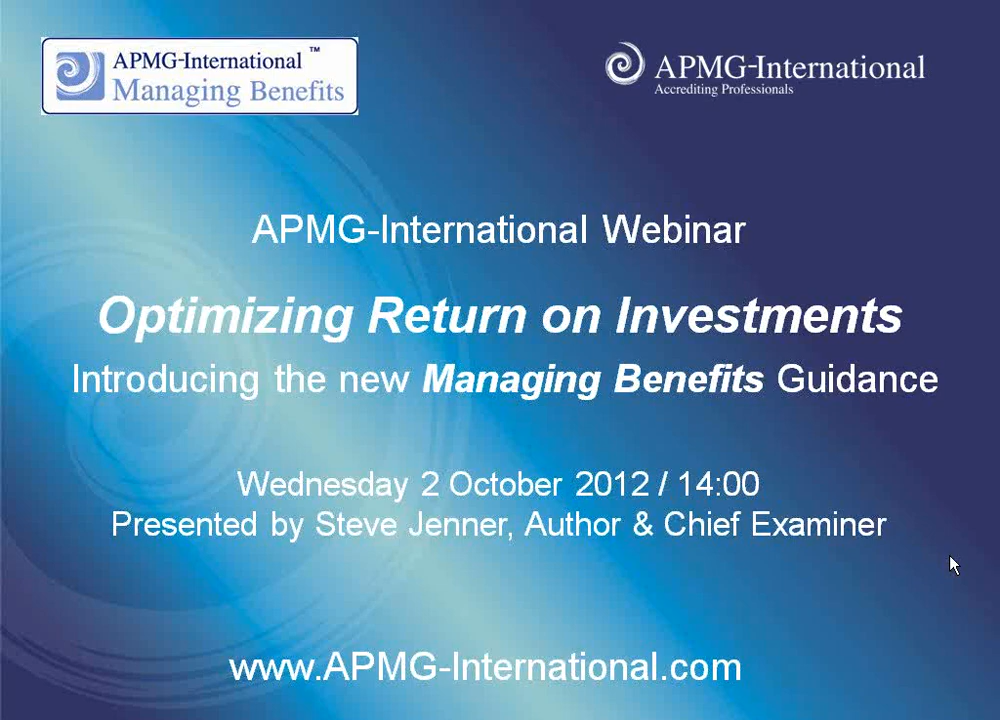 APMG-International™
Managing Benefits
APMG-International
Accrediting Professionals
APMG-International Webinar
Optimizing Return on Investments
Introducing the new Managing Benefits Guidance
Wednesday 2 October 2012 / 14:00
Presented by Steve Jenner, Author & Chief Examiner
www.APMG-International.com